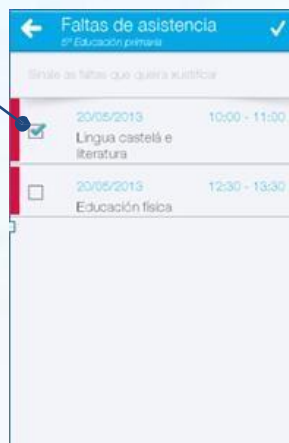 Faltas de asistencia
5º Educación primaria
Sinale as faltas que queira xustificar
20/05/2013 10:00 - 11:00
Lingua castelá e
literatura
20/05/2013 12:30 - 13:30
Educación física